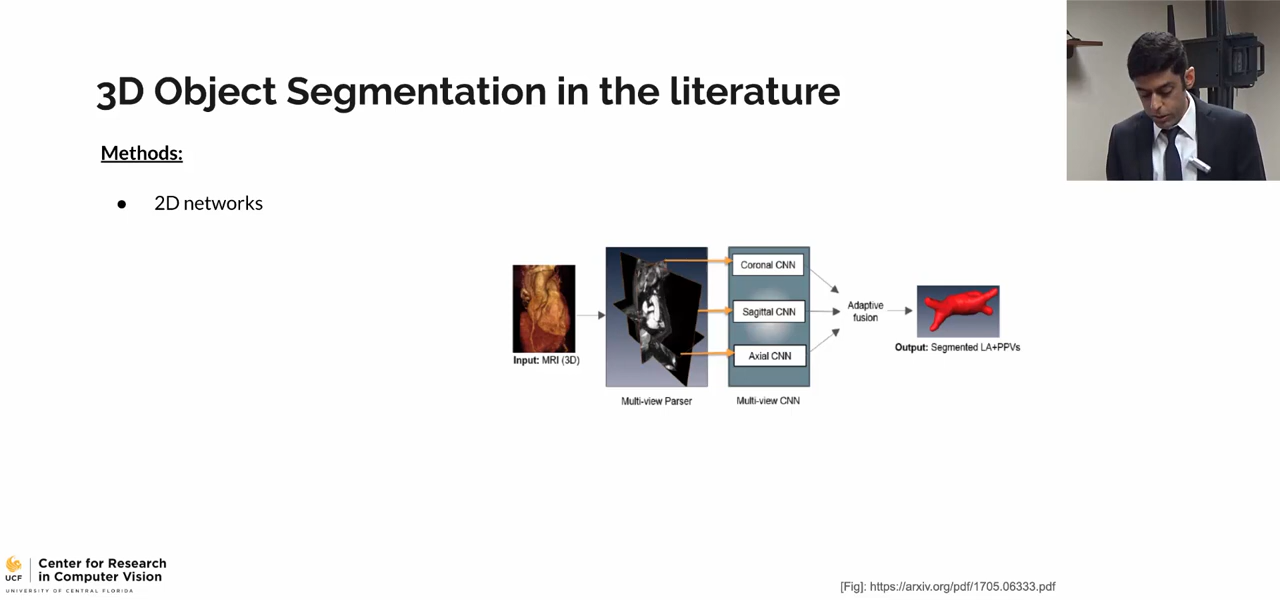 3D Object Segmentation in the literature
Methods:
● 2D networks
Input: MRI (3D)
Multi-view Parser
Coronal CNN
Sagittal CNN
Axial CNN
Multi-view CNN
Adaptive
fusion
Output: Segmented LA+PPVs
UCF
Center for Research
in Computer Vision
UNIVERSITY OF CENTRAL FLORIDA
[Fig]: https://arxiv.org/pdf/1705.06333.pdf